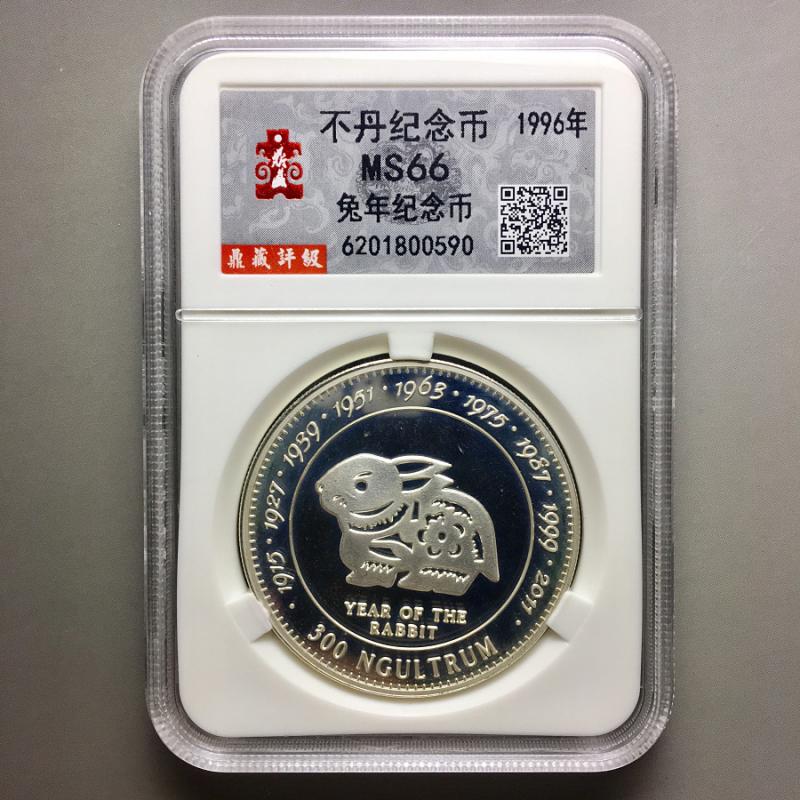 不丹纪念币 1996年
MS66
兔年纪念币
鼎藏評級 6201800590
1915 · 1927 · 1939 · 1951 · 1963 · 1975 · 1987 · 1999 · 2011 ·
YEAR OF THE
RABBIT
300 NGULTRUM